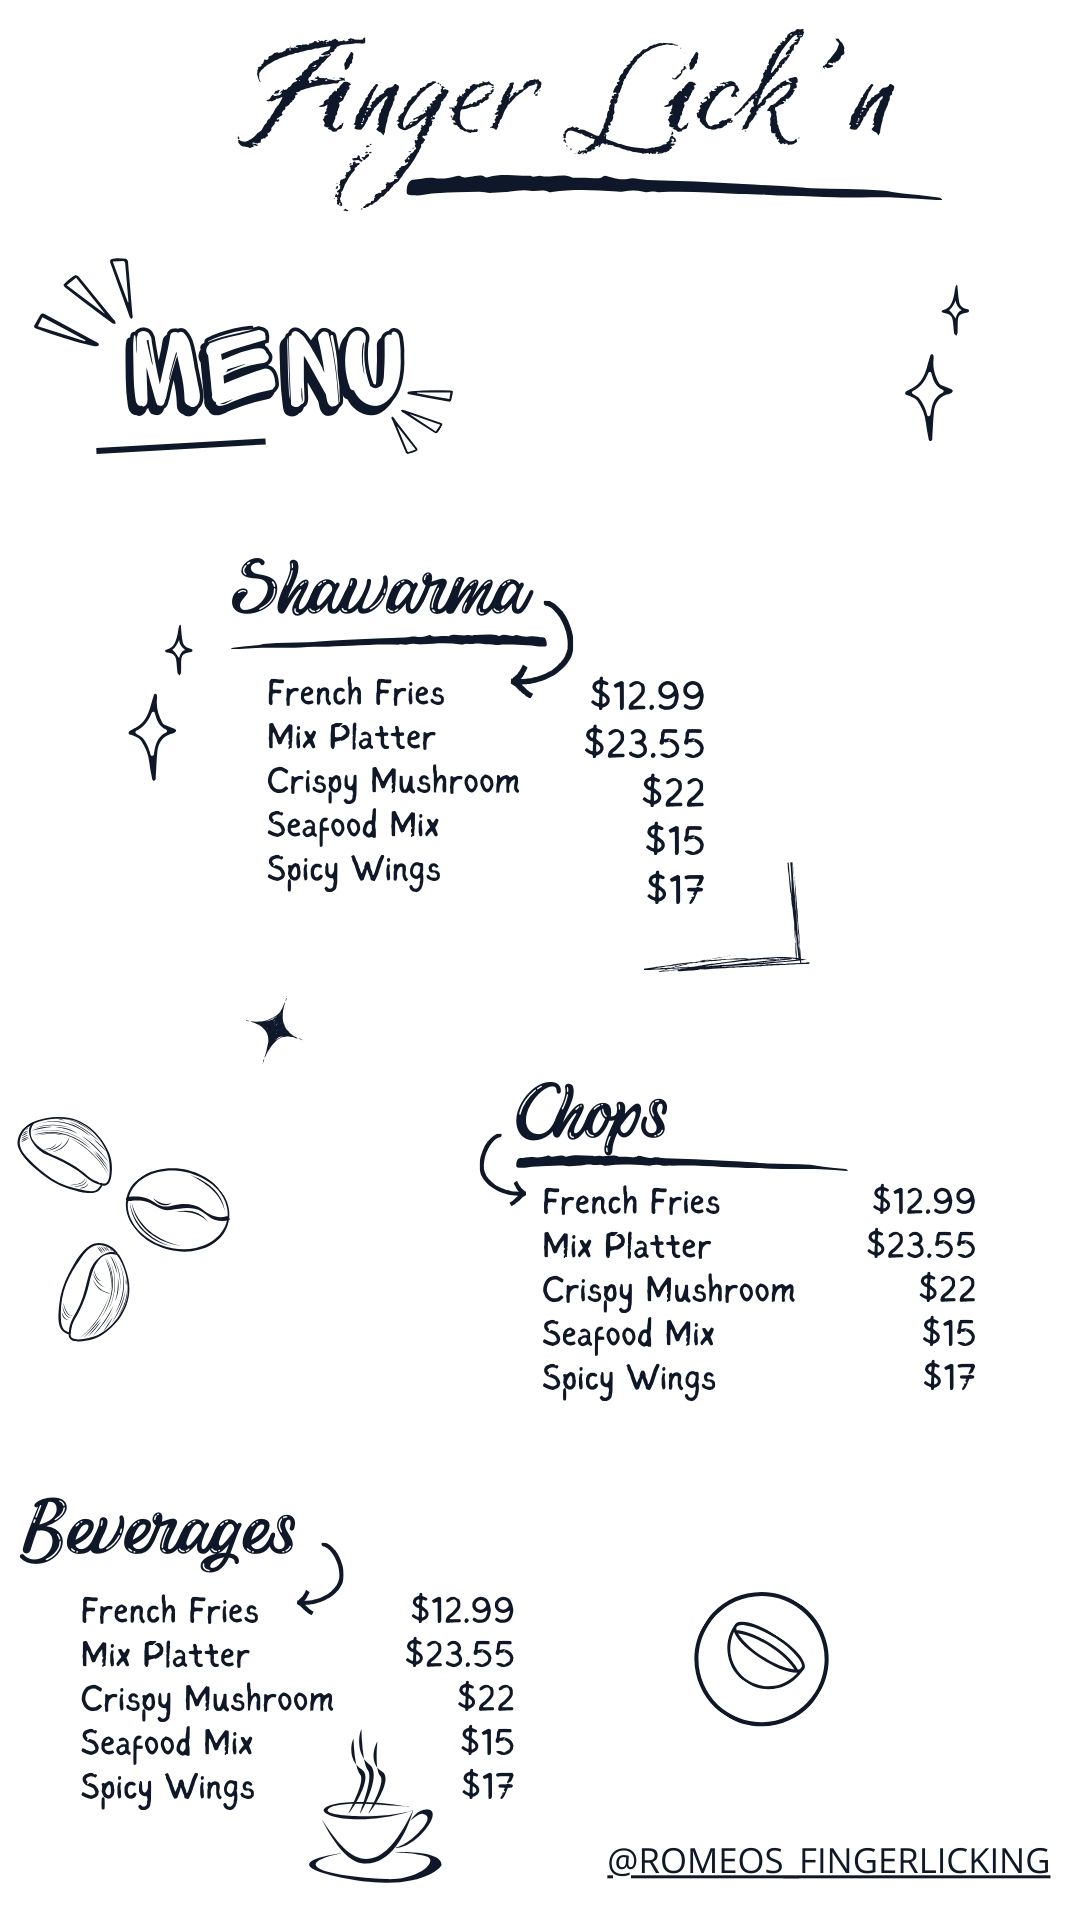 Finger Lick'n
MENU
Shawarma
French Fries $12.99
Mix Platter $23.55
Crispy Mushroom $22
Seafood Mix $15
Spicy Wings $17
Chops
French Fries $12.99
Mix Platter $23.55
Crispy Mushroom $22
Seafood Mix $15
Spicy Wings $17
Beverages
French Fries $12.99
Mix Platter $23.55
Crispy Mushroom $22
Seafood Mix $15
Spicy Wings $17
@ROMEOS_FINGERLICKING